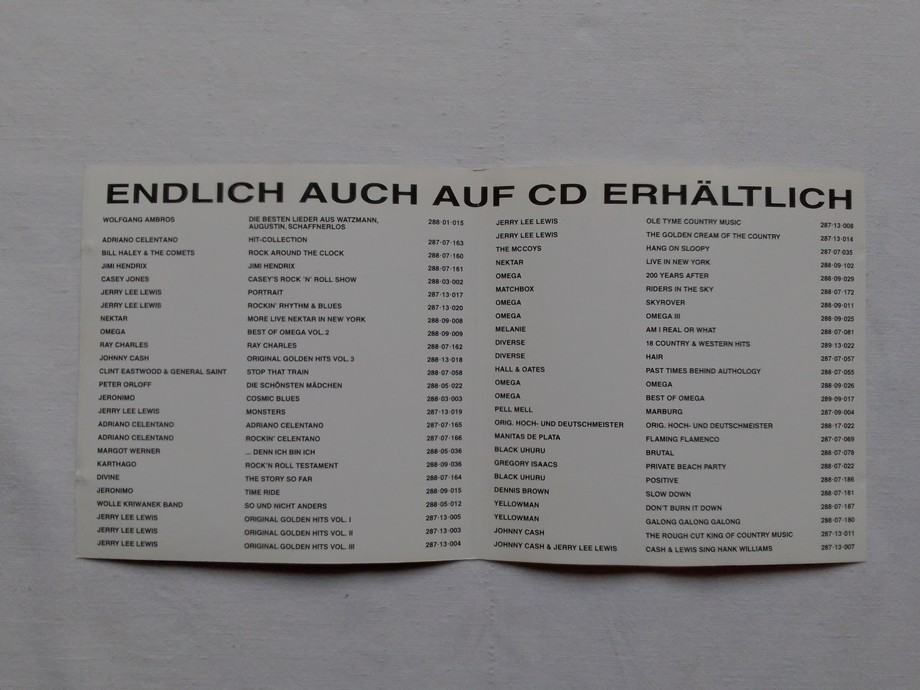 ENDLICH AUCH AUF CD ERHÄLTLICH
WOLFGANG AMBROS DIE BESTEN LIEDER AUS WATZMANN, 288·01·015
AUGUSTIN, SCHAFFNERLOS
ADRIANO CELENTANO HIT-COLLECTION 287·07·163
BILL HALEY & THE COMETS ROCK AROUND THE CLOCK 288·07·160
JIMI HENDRIX JIMI HENDRIX 288·07·161
CASEY JONES CASEY'S ROCK 'N' ROLL SHOW 288·03·002
JERRY LEE LEWIS PORTRAIT 287·13·017
JERRY LEE LEWIS ROCKIN' RHYTHM & BLUES 287·13·020
NEKTAR MORE LIVE NEKTAR IN NEW YORK 288·09·008
OMEGA BEST OF OMEGA VOL. 2 288·09·009
RAY CHARLES RAY CHARLES 288·07·162
JOHNNY CASH ORIGINAL GOLDEN HITS VOL. 3 288·13·018
CLINT EASTWOOD & GENERAL SAINT STOP THAT TRAIN 288·07·058
PETER ORLOFF DIE SCHÖNSTEN MÄDCHEN 288·05·022
JERONIMO COSMIC BLUES 288·03·003
JERRY LEE LEWIS MONSTERS 287·13·019
ADRIANO CELENTANO ADRIANO CELENTANO 287·07·165
ADRIANO CELENTANO ROCKIN' CELENTANO 287·07·166
MARGOT WERNER ... DENN ICH BIN ICH 288·05·036
KARTHAGO ROCK'N ROLL TESTAMENT 288·09·036
DIVINE THE STORY SO FAR 288·07·164
JERONIMO TIME RIDE 288·09·015
WOLLE KRIWANEK BAND SO UND NICHT ANDERS 288·05·012
JERRY LEE LEWIS ORIGINAL GOLDEN HITS VOL. I 287·13·005
JERRY LEE LEWIS ORIGINAL GOLDEN HITS VOL. II 287·13·003
JERRY LEE LEWIS ORIGINAL GOLDEN HITS VOL. III 287·13·004
JERRY LEE LEWIS OLE TYME COUNTRY MUSIC 287·13·008
JERRY LEE LEWIS THE GOLDEN CREAM OF THE COUNTRY 287·13·014
THE MCCOYS HANG ON SLOOPY 287·07·035
NEKTAR LIVE IN NEW YORK 288·09·102
OMEGA 200 YEARS AFTER 288·09·029
MATCHBOX RIDERS IN THE SKY 288·07·172
OMEGA SKYROVER 288·09·011
OMEGA OMEGA III 288·09·025
MELANIE AM I REAL OR WHAT 288·07·081
DIVERSE 18 COUNTRY & WESTERN HITS 289·13·022
DIVERSE HAIR 287·07·057
HALL & OATES PAST TIMES BEHIND AUTHOLOGY 288·07·055
OMEGA OMEGA 288·09·026
OMEGA BEST OF OMEGA 289·09·017
PELL MELL MARBURG 287·09·004
ORIG. HOCH- UND DEUTSCHMEISTER ORIG. HOCH- UND DEUTSCHMEISTER 288·17·022
MANITAS DE PLATA FLAMING FLAMENCO 287·07·069
BLACK UHURU BRUTAL 288·07·078
GREGORY ISAACS PRIVATE BEACH PARTY 288·07·022
BLACK UHURU POSITIVE 288·07·186
DENNIS BROWN SLOW DOWN 288·07·181
YELLOWMAN DON'T BURN IT DOWN 288·07·187
YELLOWMAN GALONG GALONG GALONG 288·07·180
JOHNNY CASH THE ROUGH CUT KING OF COUNTRY MUSIC 287·13·011
JOHNNY CASH & JERRY LEE LEWIS CASH & LEWIS SING HANK WILLIAMS 287·13·007